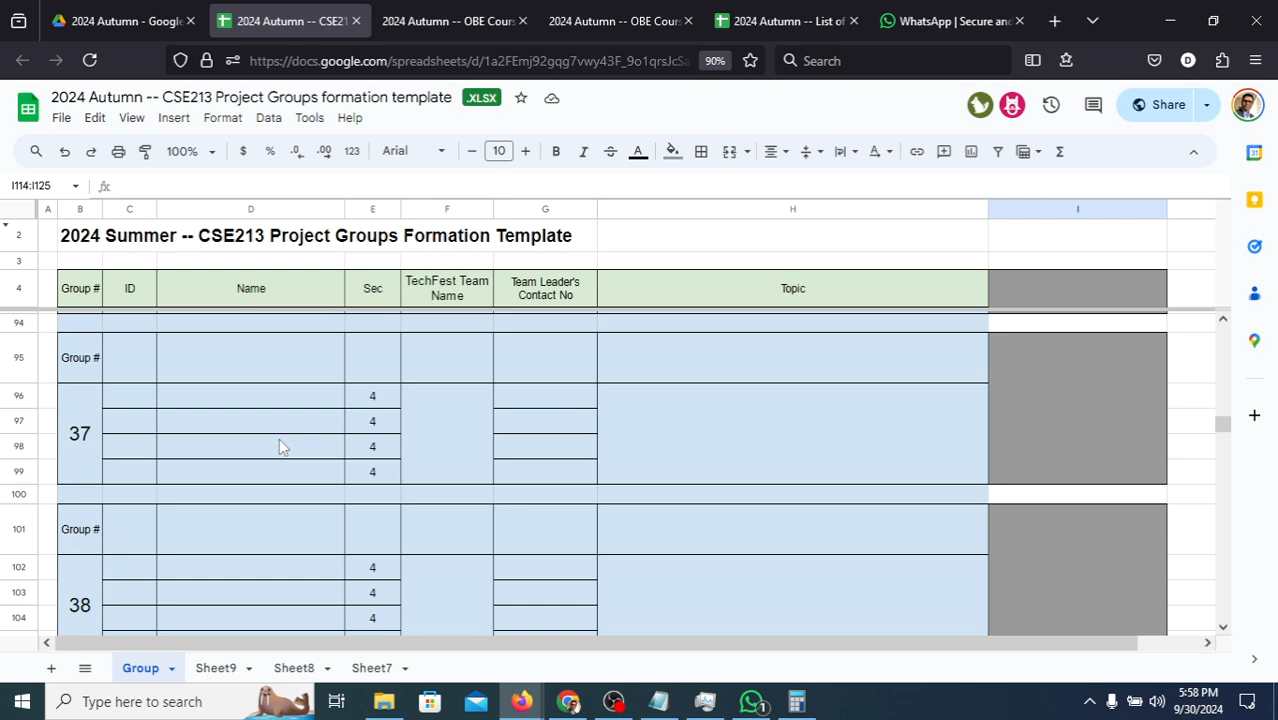 2024 Autumn - Google
2024 Autumn -- CSE21
2024 Autumn -- OBE Cours
2024 Autumn -- OBE Cours
2024 Autumn -- List of
WhatsApp | Secure and
https://docs.google.com/spreadsheets/d/1a2FEmj92gqg7vwy43F_9o1qrsJcS
90%
Search
2024 Autumn -- CSE213 Project Groups formation template
.XLSX
File Edit View Insert Format Data Tools Extensions Help
Share
100%
$ % .0 .00 123
Arial
10
B I A
31
I114:I125
fx
A B C D E F G H I
2 2024 Summer -- CSE213 Project Groups Formation Template
3
4 Group # ID Name Sec TechFest Team Name Team Leader's Contact No Topic
94
95 Group #
96 4
97 4
37
98 4
99 4
100
101 Group #
102 4
103 4
38
104 4
Group Sheet9 Sheet8 Sheet7
Type here to search
1
5:58 PM
9/30/2024